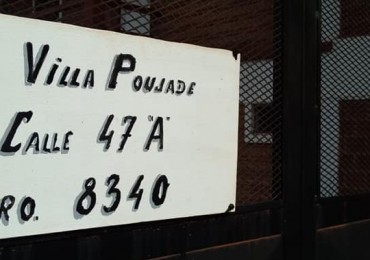 Villa Poujade
Calle 47 "A"
RO. 8340